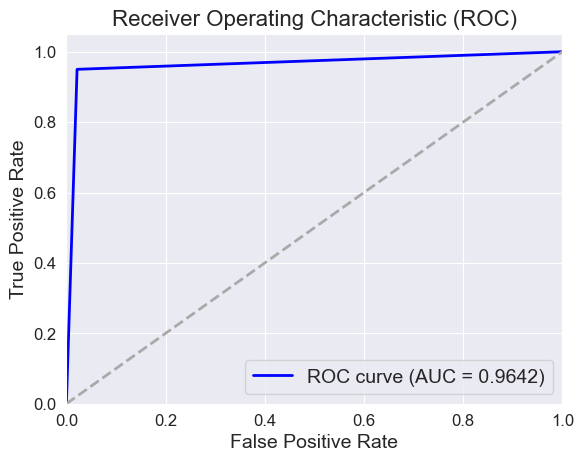 Receiver Operating Characteristic (ROC)
True Positive Rate
1.0
0.8
0.6
0.4
0.2
0.0
ROC curve (AUC = 0.9642)
0.0 0.2 0.4 0.6 0.8 1.0
False Positive Rate